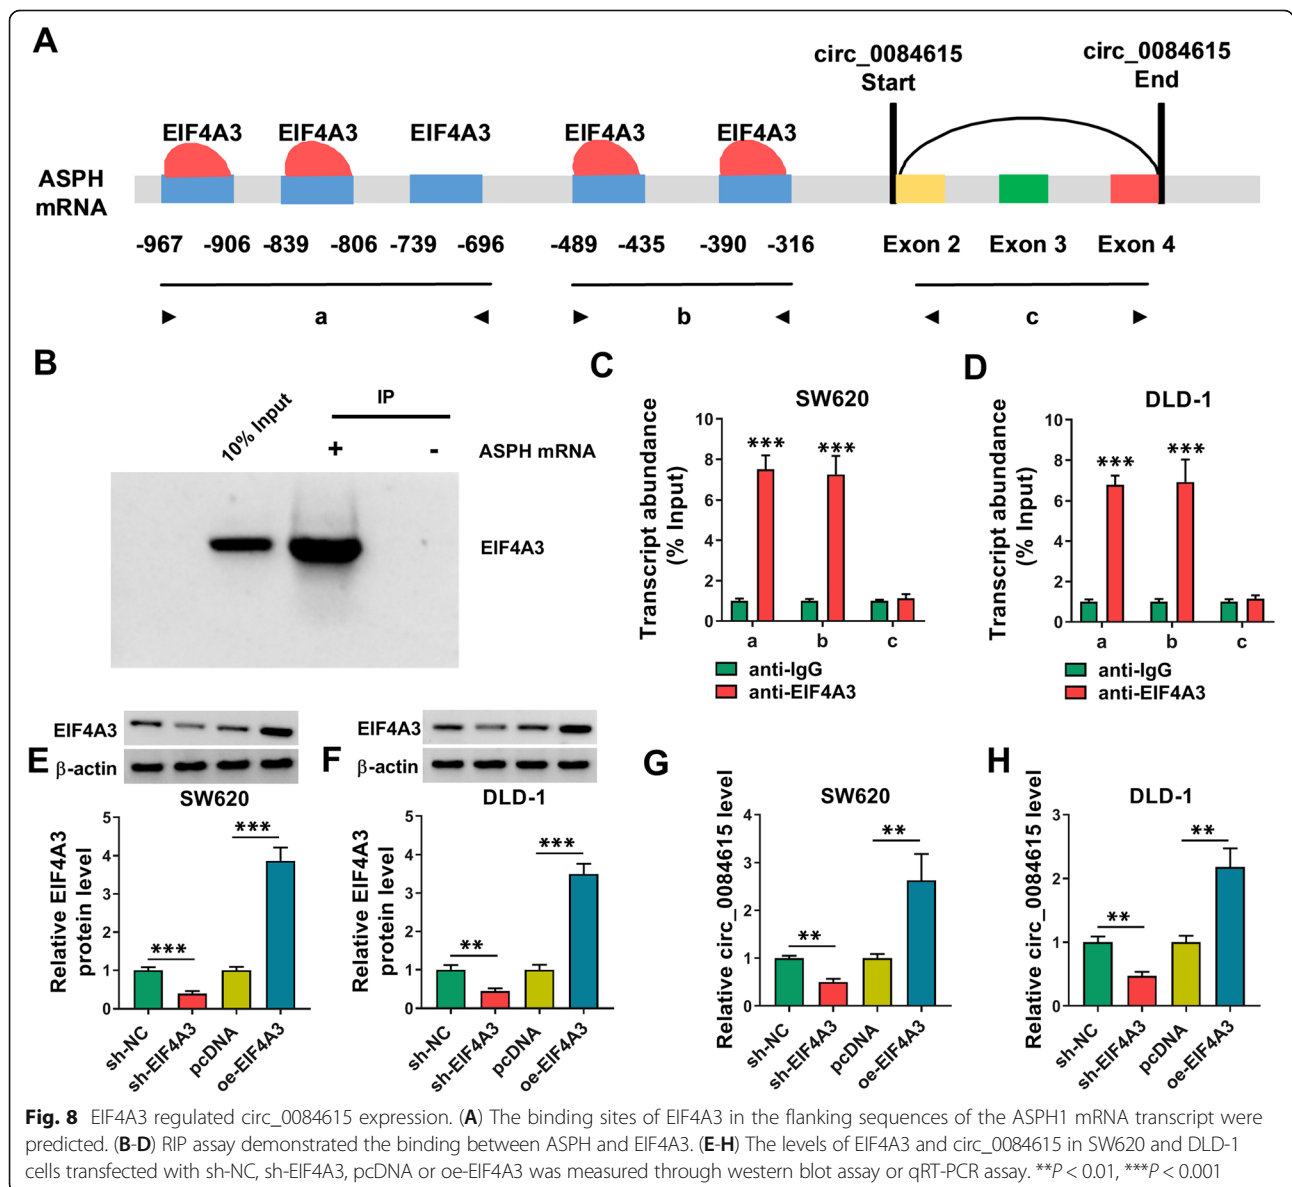 A
circ_0084615
Start
circ_0084615
End
EIF4A3 EIF4A3 EIF4A3 EIF4A3 EIF4A3
ASPH
mRNA
-967 -906 -839 -806 -739 -696 -489 -435 -390 -316 Exon 2 Exon 3 Exon 4
a b c
B
10% Input
IP
+ - ASPH mRNA
EIF4A3
C
SW620
Transcript abundance
(% Input)
10
8
6
4
2
0
*** ***
a b c
anti-IgG
anti-EIF4A3
D
DLD-1
Transcript abundance
(% Input)
10
8
6
4
2
0
*** ***
a b c
anti-IgG
anti-EIF4A3
E
EIF4A3
β-actin
SW620
Relative EIF4A3
protein level
5
4
3
2
1
0
*** ***
sh-NC sh-EIF4A3 pcDNA oe-EIF4A3
F
EIF4A3
β-actin
DLD-1
Relative EIF4A3
protein level
5
4
3
2
1
0
** ***
sh-NC sh-EIF4A3 pcDNA oe-EIF4A3
G
SW620
Relative circ_0084615 level
4
3
2
1
0
** **
sh-NC sh-EIF4A3 pcDNA oe-EIF4A3
H
DLD-1
Relative circ_0084615 level
3
2
1
0
** **
sh-NC sh-EIF4A3 pcDNA oe-EIF4A3
Fig. 8 EIF4A3 regulated circ_0084615 expression. (A) The binding sites of EIF4A3 in the flanking sequences of the ASPH1 mRNA transcript were
predicted. (B-D) RIP assay demonstrated the binding between ASPH and EIF4A3. (E-H) The levels of EIF4A3 and circ_0084615 in SW620 and DLD-1
cells transfected with sh-NC, sh-EIF4A3, pcDNA or oe-EIF4A3 was measured through western blot assay or qRT-PCR assay. **P < 0.01, ***P < 0.001